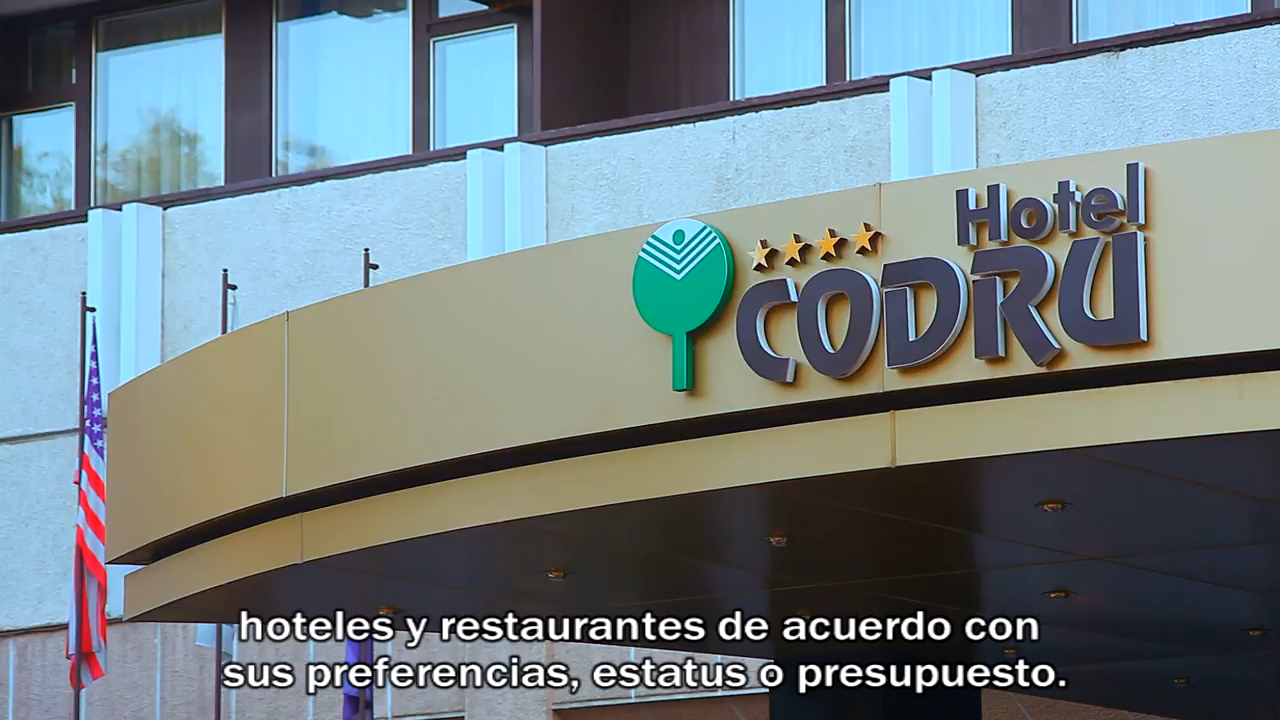 Hotel
CODRU
hoteles y restaurantes de acuerdo con
sus preferencias, estatus o presupuesto.